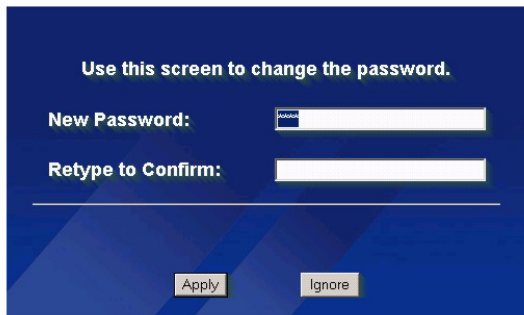 Use this screen to change the password.
New Password:
Retype to Confirm:
Apply
Ignore